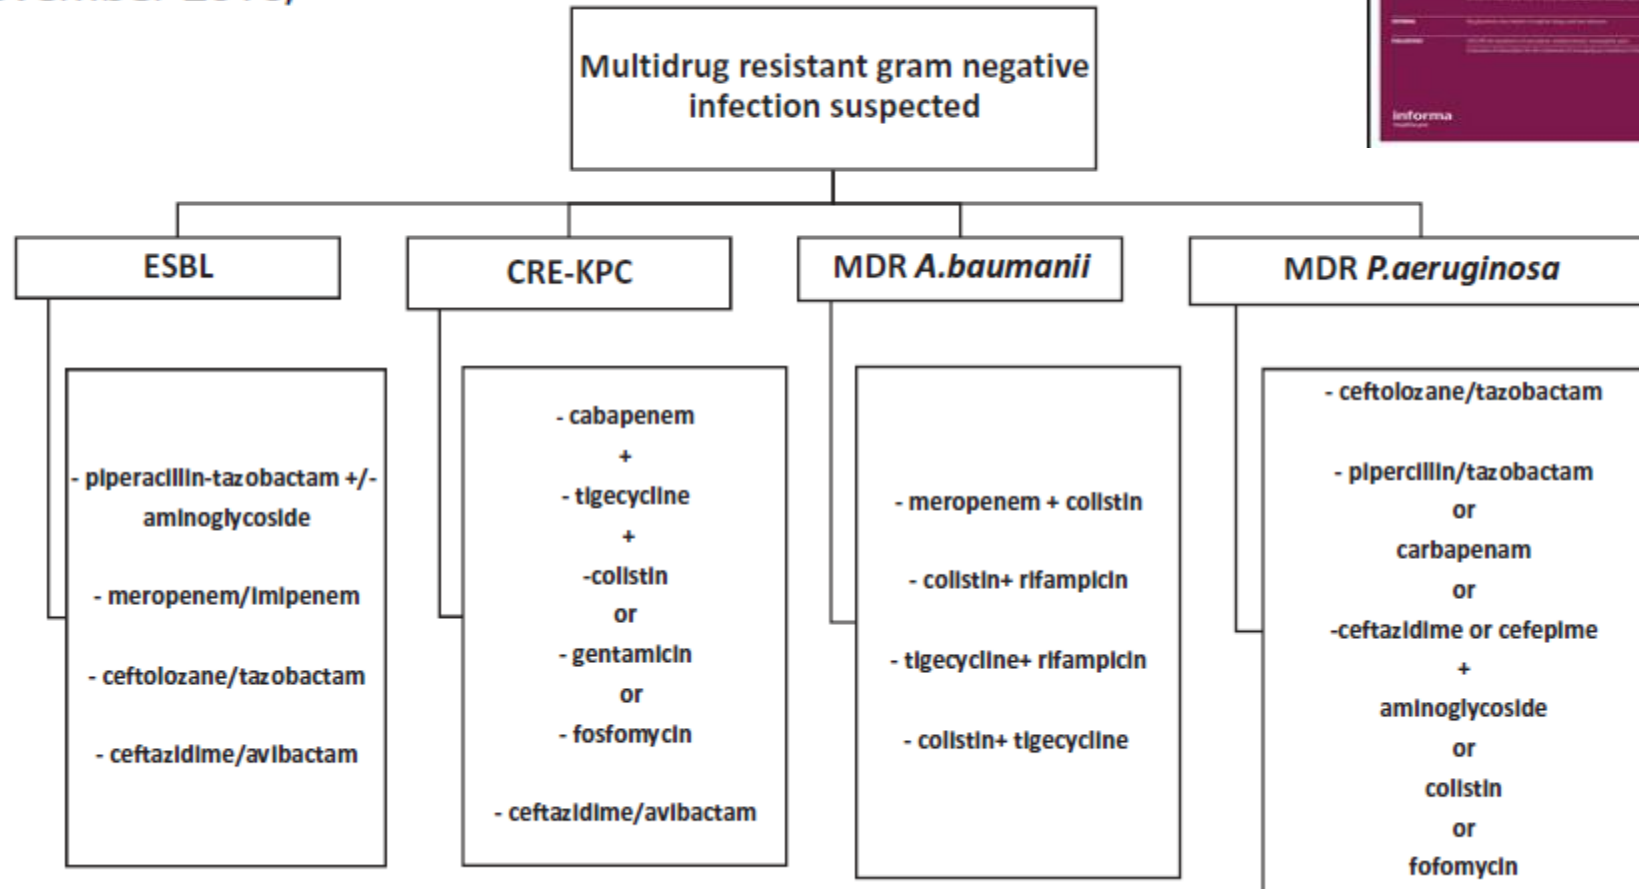 Multidrug resistant gram negative
infection suspected
informa
ESBL
CRE-KPC
MDR A.baumanii
MDR P.aeruginosa
- piperacillin-tazobactam +/-
aminoglycoside
- meropenem/imipenem
- ceftolozane/tazobactam
- ceftazidime/avibactam
- cabapenem
+
- tigecycline
+
-colistin
or
- gentamicin
or
- fosfomycin
- ceftazidime/avibactam
- meropenem + colistin
- colistin+ rifampicin
- tigecycline+ rifampicin
- colistin+ tigecycline
- ceftolozane/tazobactam
- pipercillin/tazobactam
or
carbapenam
or
-ceftazidime or cefepime
+
aminoglycoside
or
colistin
or
fofomycin